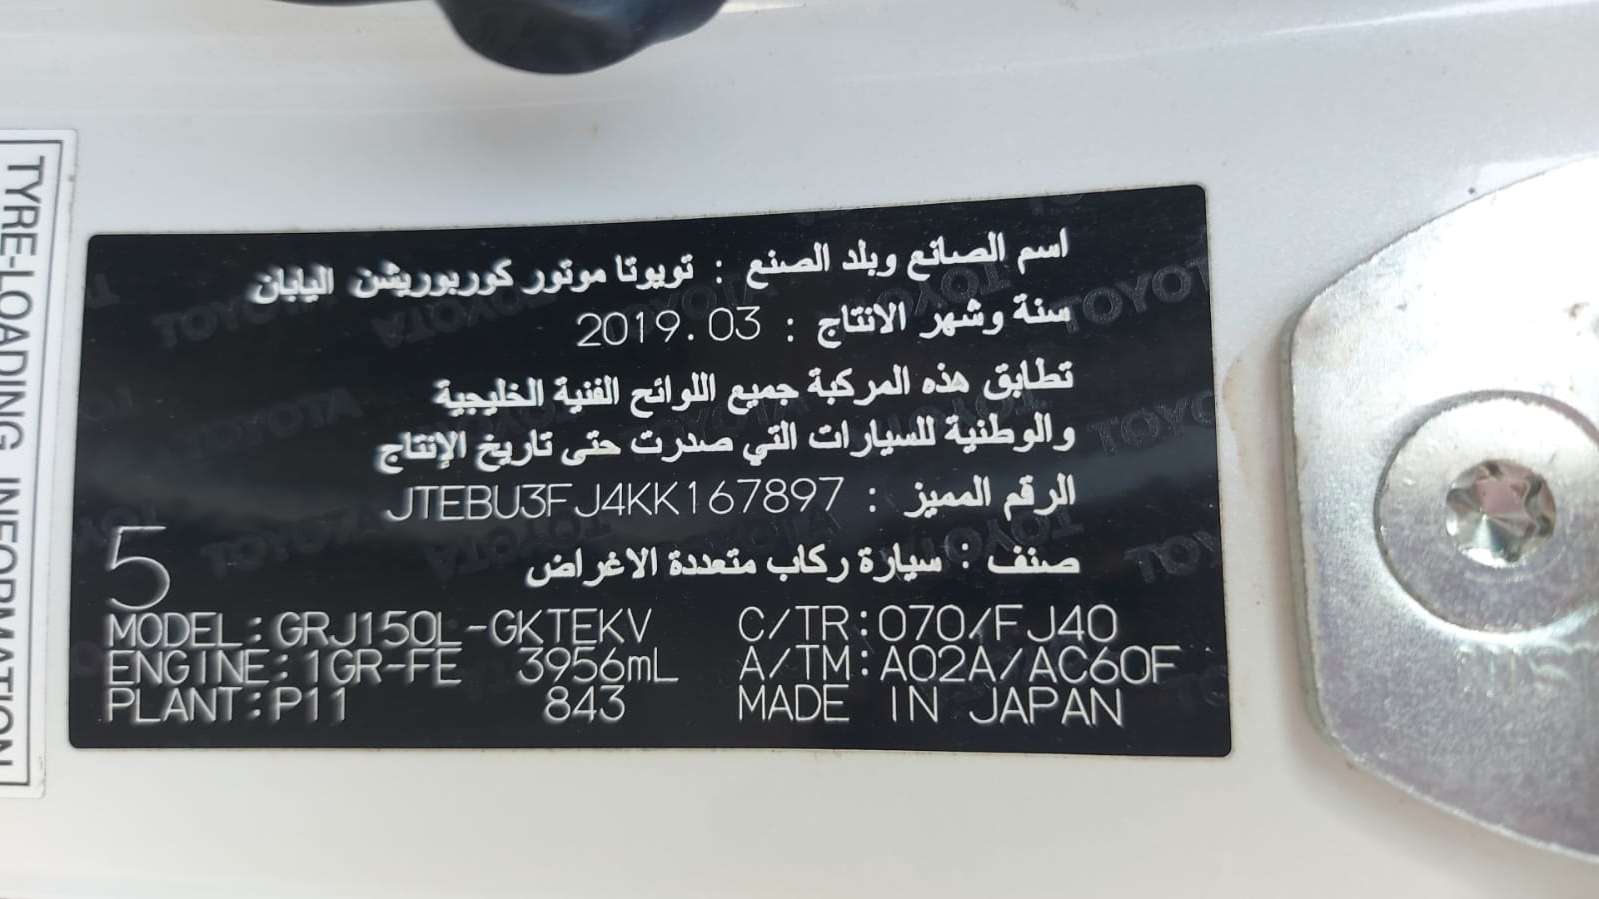 TYRE-LOADING INFORMATION
اسم الصانع وبلد الصنع : تويوتا موتور كوربوريشن اليابان
سنة وشهر الانتاج : 2019.03
تطابق هذه المركبة جميع اللوائح الفنية الخليجية
والوطنية للسيارات التي صدرت حتى تاريخ الإنتاج
الرقم المميز : JTEBU3FJ4KK167897
صنف : سيارة ركاب متعددة الاغراض
5
MODEL:GRJ150L-GKTEKV C/TR:070/FJ40
ENGINE:1GR-FE 3956mL A/TM:A02A/AC60F
PLANT:P11 843 MADE IN JAPAN